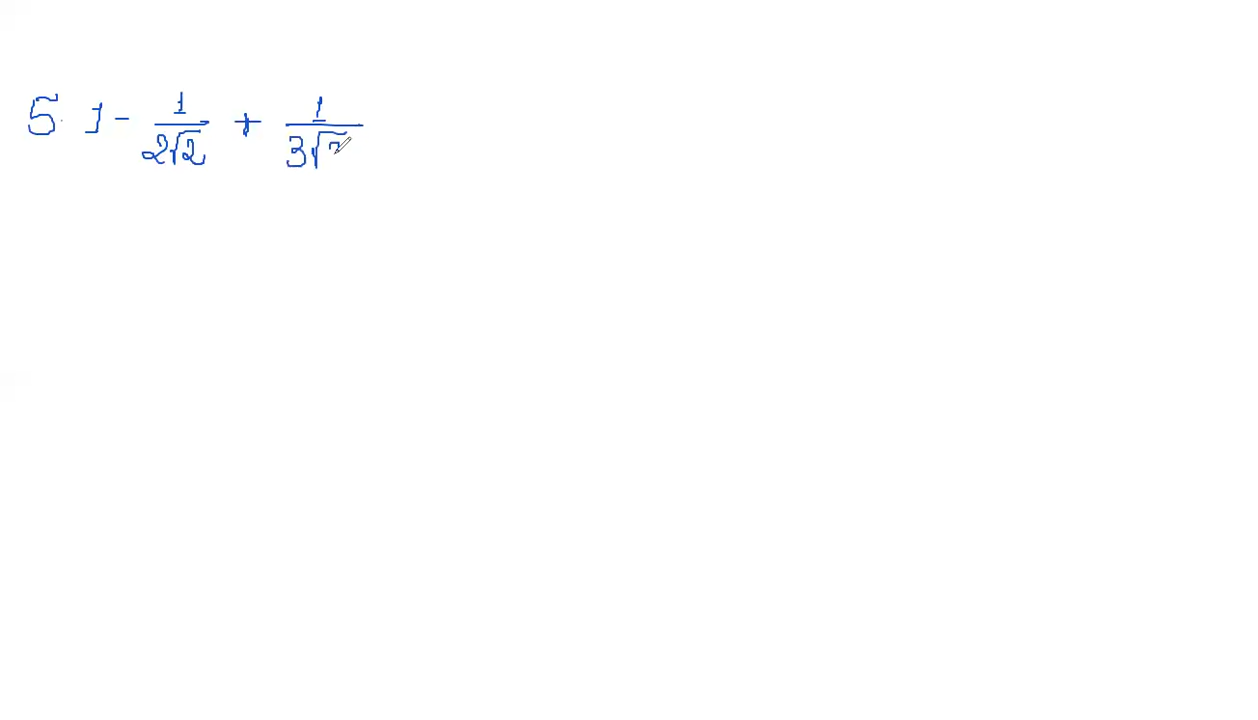 5. 1 - 1/(2√2) + 1/(3√